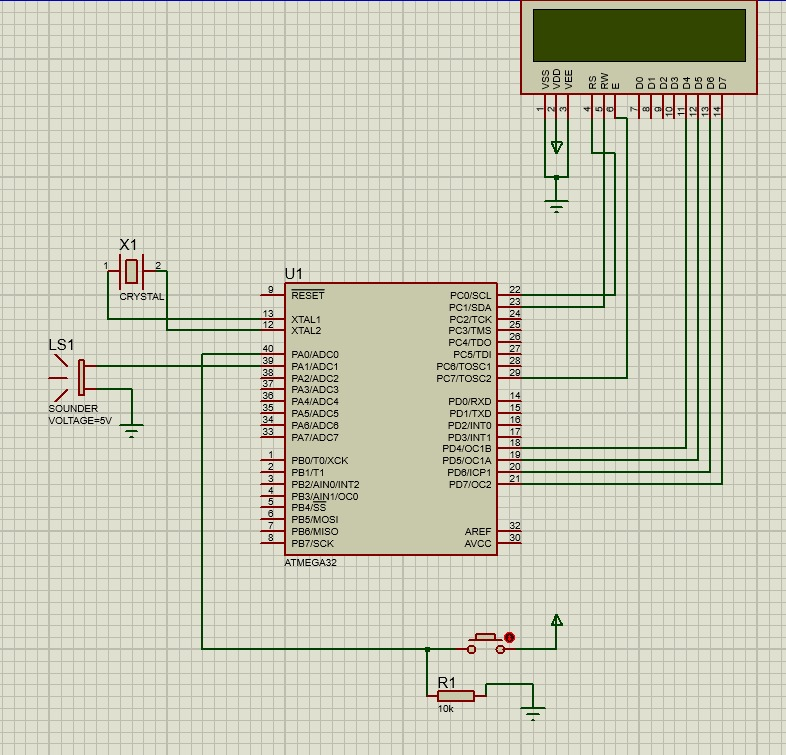 VSS VDD VEE RS RW E D0 D1 D2 D3 D4 D5 D6 D7
1 2 3 4 5 6 7 8 9 10 11 12 13 14
X1
1 2
CRYSTAL
U1
9 RESET PC0/SCL 22
PC1/SDA 23
13 XTAL1 PC2/TCK 24
12 XTAL2 PC3/TMS 25
PC4/TDO 26
40 PA0/ADC0 PC5/TDI 27
39 PA1/ADC1 PC6/TOSC1 28
38 PA2/ADC2 PC7/TOSC2 29
37 PA3/ADC3
36 PA4/ADC4 PD0/RXD 14
35 PA5/ADC5 PD1/TXD 15
34 PA6/ADC6 PD2/INT0 16
33 PA7/ADC7 PD3/INT1 17
PD4/OC1B 18
1 PB0/T0/XCK PD5/OC1A 19
2 PB1/T1 PD6/ICP1 20
3 PB2/AIN0/INT2 PD7/OC2 21
4 PB3/AIN1/OC0
5 PB4/SS
6 PB5/MOSI
7 PB6/MISO AREF 32
8 PB7/SCK AVCC 30
ATMEGA32
LS1
SOUNDER
VOLTAGE=5V
R1
10k